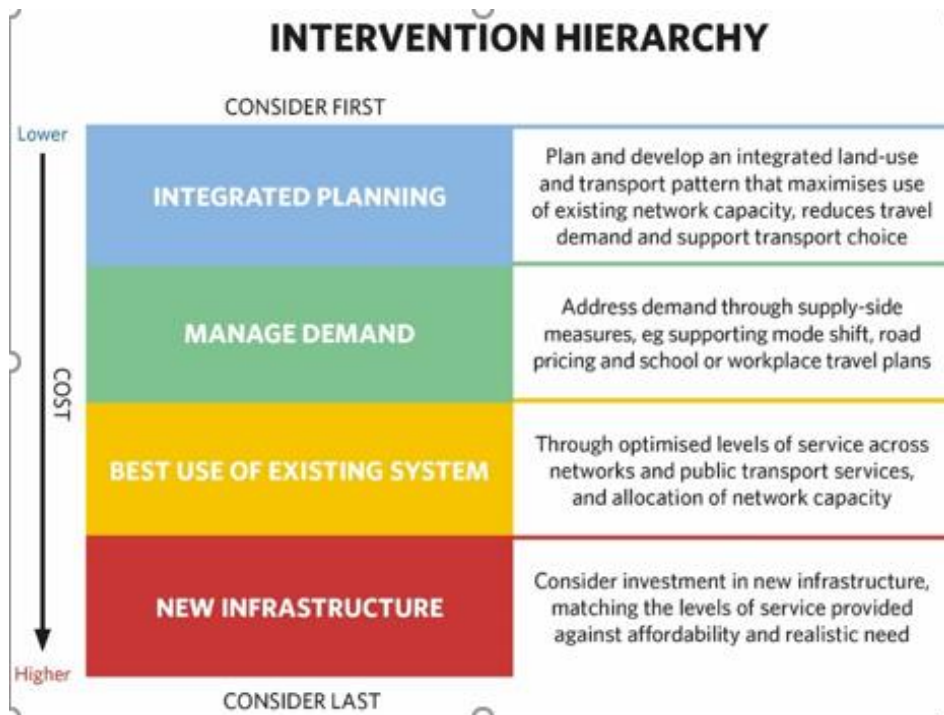 INTERVENTION HIERARCHY
CONSIDER FIRST
Lower
COST
Higher
INTEGRATED PLANNING
Plan and develop an integrated land-use
and transport pattern that maximises use
of existing network capacity, reduces travel
demand and support transport choice
MANAGE DEMAND
Address demand through supply-side
measures, eg supporting mode shift, road
pricing and school or workplace travel plans
BEST USE OF EXISTING SYSTEM
Through optimised levels of service across
networks and public transport services,
and allocation of network capacity
NEW INFRASTRUCTURE
Consider investment in new infrastructure,
matching the levels of service provided
against affordability and realistic need
CONSIDER LAST